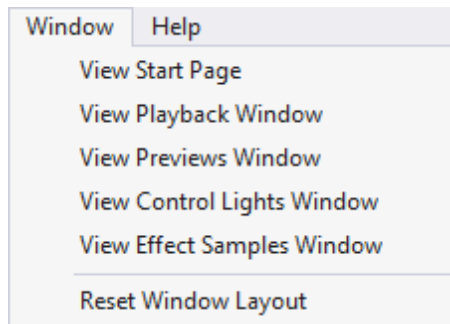 Window Help
View Start Page
View Playback Window
View Previews Window
View Control Lights Window
View Effect Samples Window
Reset Window Layout